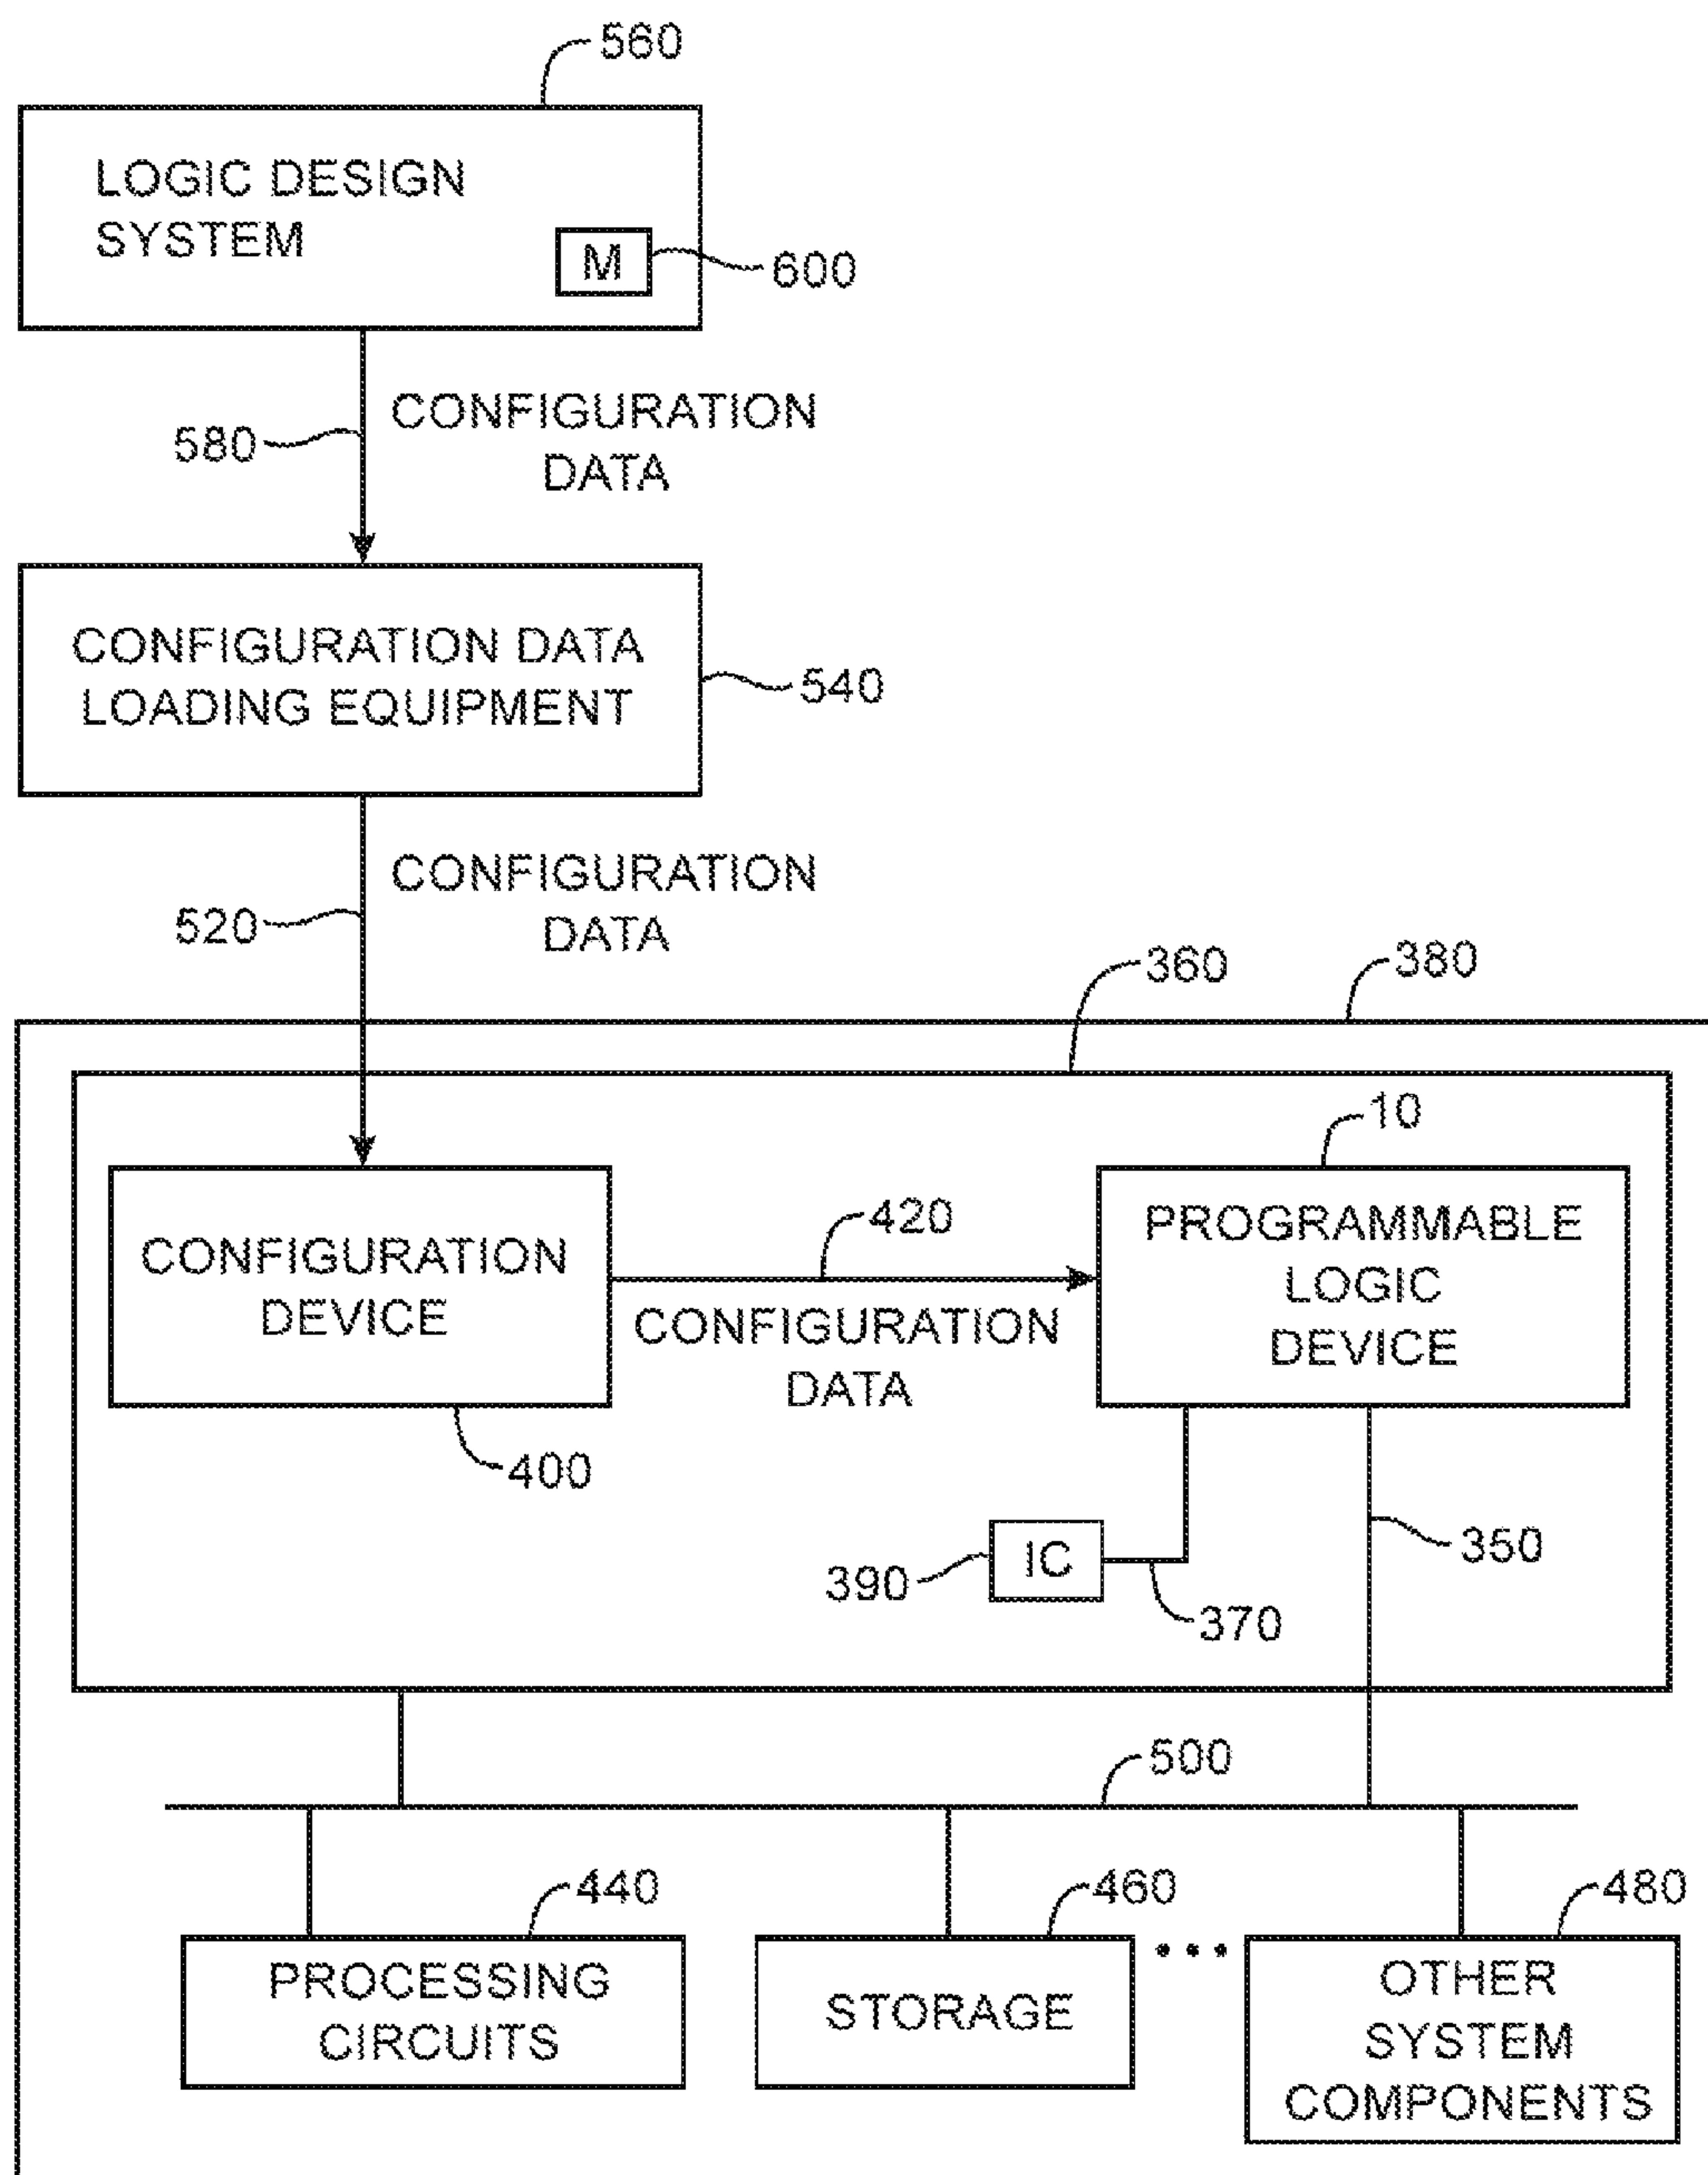 560
LOGIC DESIGN
SYSTEM
M
600
580
CONFIGURATION
DATA
CONFIGURATION DATA
LOADING EQUIPMENT
540
520
CONFIGURATION
DATA
360
380
10
CONFIGURATION
DEVICE
420
CONFIGURATION
DATA
PROGRAMMABLE
LOGIC
DEVICE
400
390
IC
370
350
500
440
460
480
PROCESSING
CIRCUITS
STORAGE
...
OTHER
SYSTEM
COMPONENTS